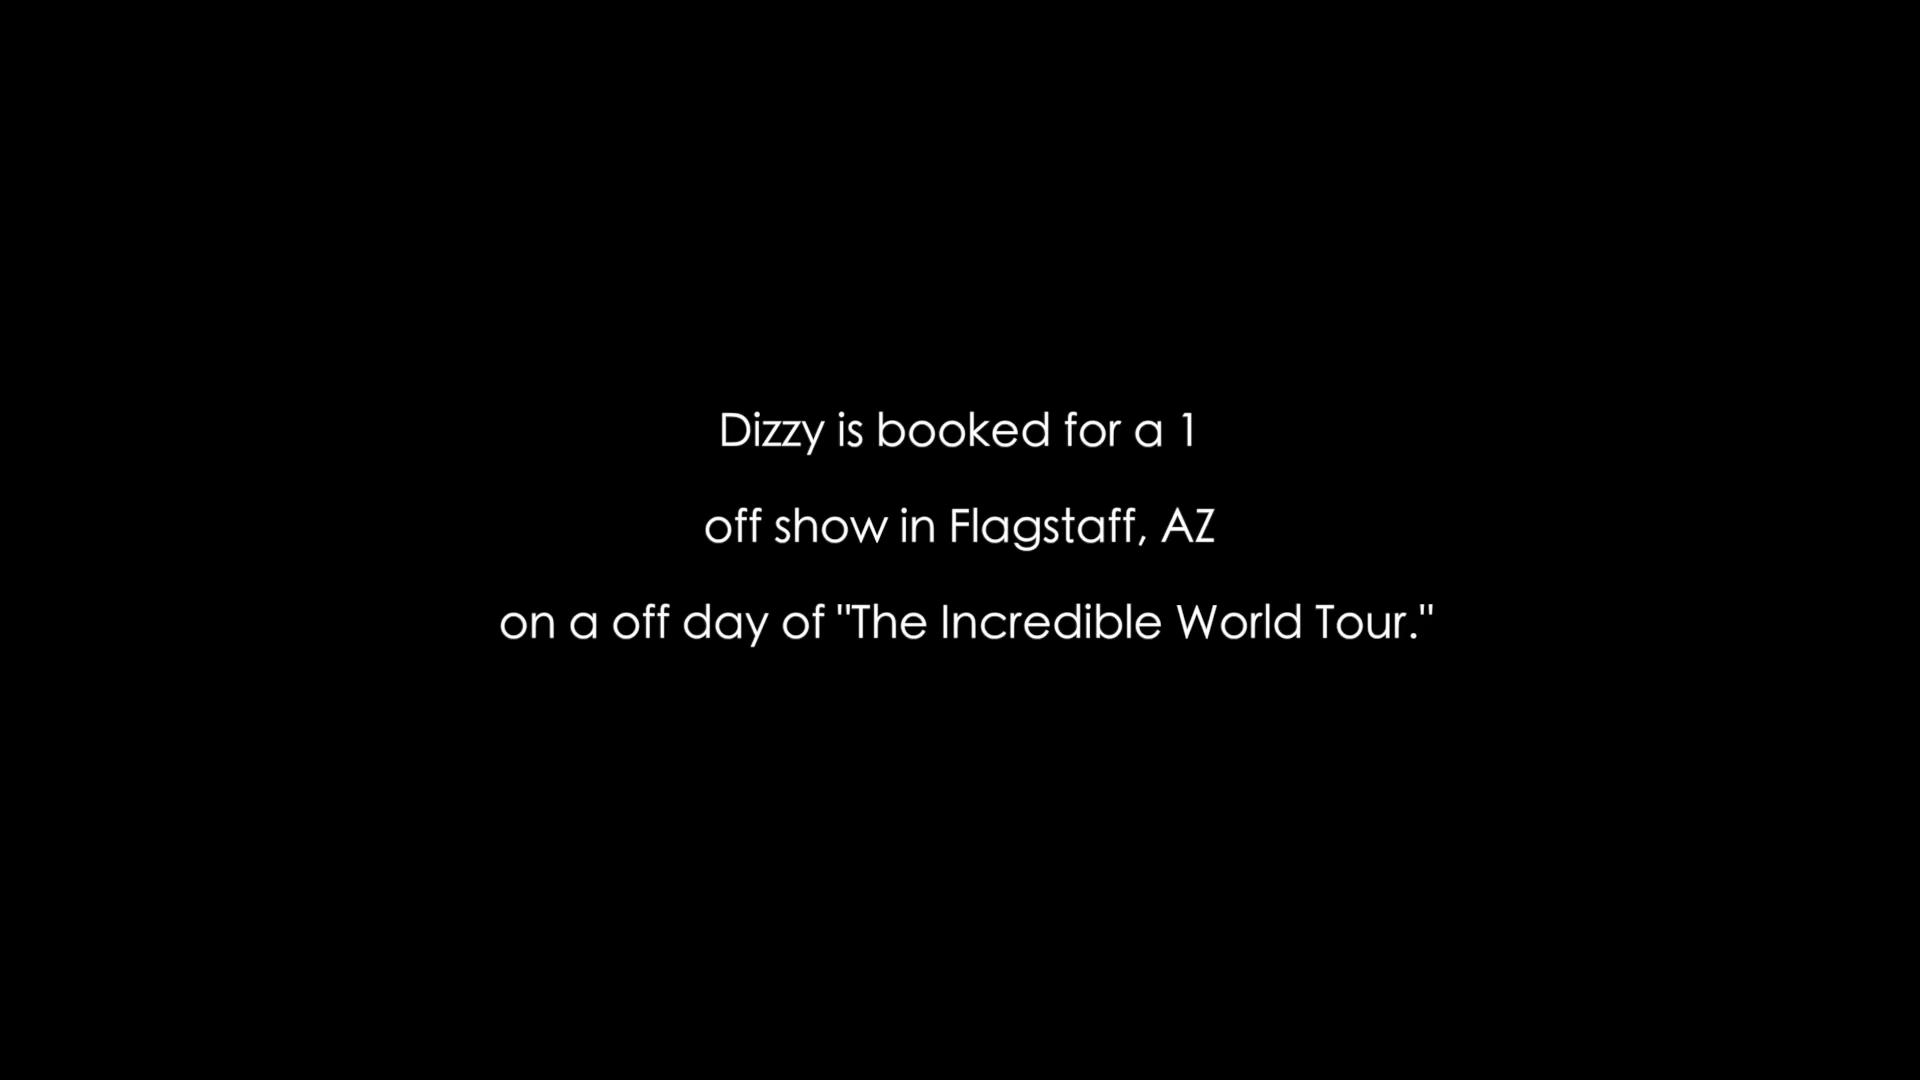 Dizzy is booked for a 1
off show in Flagstaff, AZ
on a off day of "The Incredible World Tour."